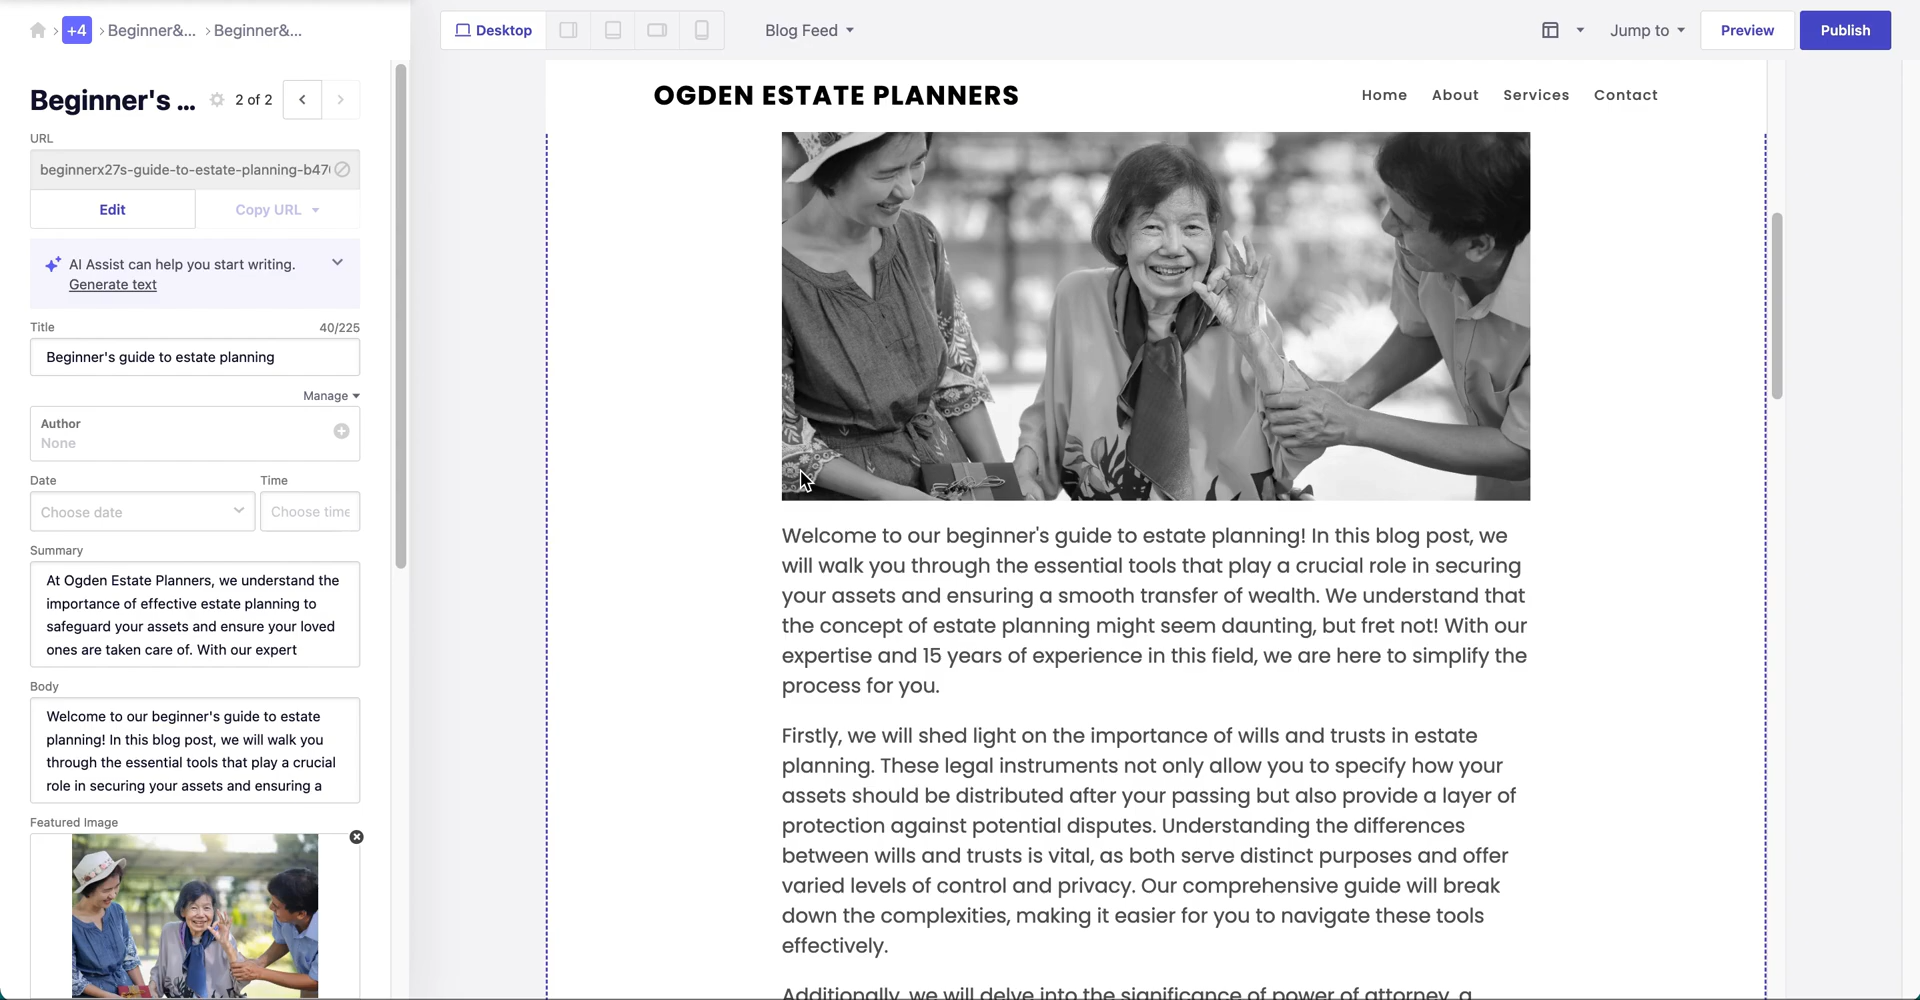 +4 > Beginner&... > Beginner&...
Desktop
Blog Feed
Jump to
Preview
Publish
Beginner's ...
2 of 2
URL
beginnerx27s-guide-to-estate-planning-b47
Edit
Copy URL
AI Assist can help you start writing.
Generate text
Title
40/225
Beginner's guide to estate planning
Manage
Author
None
Date
Time
Choose date
Choose time
Summary
At Ogden Estate Planners, we understand the
importance of effective estate planning to
safeguard your assets and ensure your loved
ones are taken care of. With our expert
Body
Welcome to our beginner's guide to estate
planning! In this blog post, we will walk you
through the essential tools that play a crucial
role in securing your assets and ensuring a
Featured Image
OGDEN ESTATE PLANNERS
Home About Services Contact
Welcome to our beginner's guide to estate planning! In this blog post, we
will walk you through the essential tools that play a crucial role in securing
your assets and ensuring a smooth transfer of wealth. We understand that
the concept of estate planning might seem daunting, but fret not! With our
expertise and 15 years of experience in this field, we are here to simplify the
process for you.
Firstly, we will shed light on the importance of wills and trusts in estate
planning. These legal instruments not only allow you to specify how your
assets should be distributed after your passing but also provide a layer of
protection against potential disputes. Understanding the differences
between wills and trusts is vital, as both serve distinct purposes and offer
varied levels of control and privacy. Our comprehensive guide will break
down the complexities, making it easier for you to navigate these tools
effectively.
Additionally, we will delve into the significance of power of attorney, a